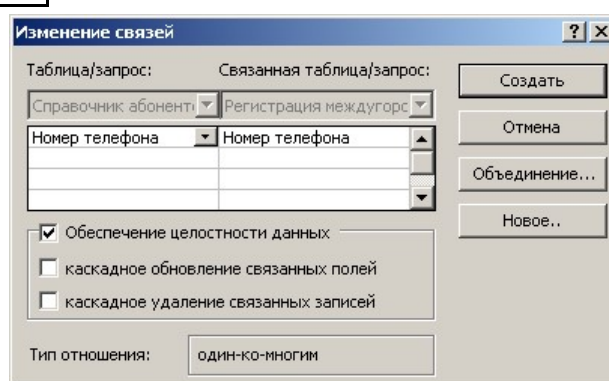 Изменение связей
Таблица/запрос: Связанная таблица/запрос:
Справочник абонент Регистрация междугорс
Номер телефона Номер телефона
Обеспечение целостности данных
каскадное обновление связанных полей
каскадное удаление связанных записей
Тип отношения: один-ко-многим
Создать
Отмена
Объединение...
Новое..